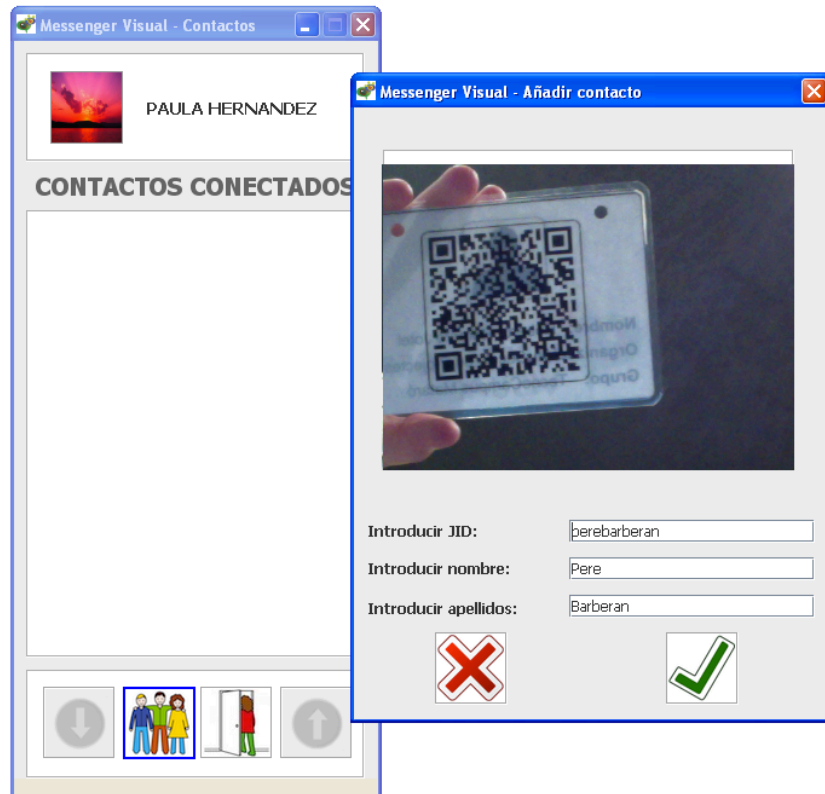 Messenger Visual - Contactos
PAULA HERNANDEZ
CONTACTOS CONECTADOS
Messenger Visual - Añadir contacto
Grupo:
Introducir JID:
perebarberan
Introducir nombre:
Pere
Introducir apellidos:
Barberan